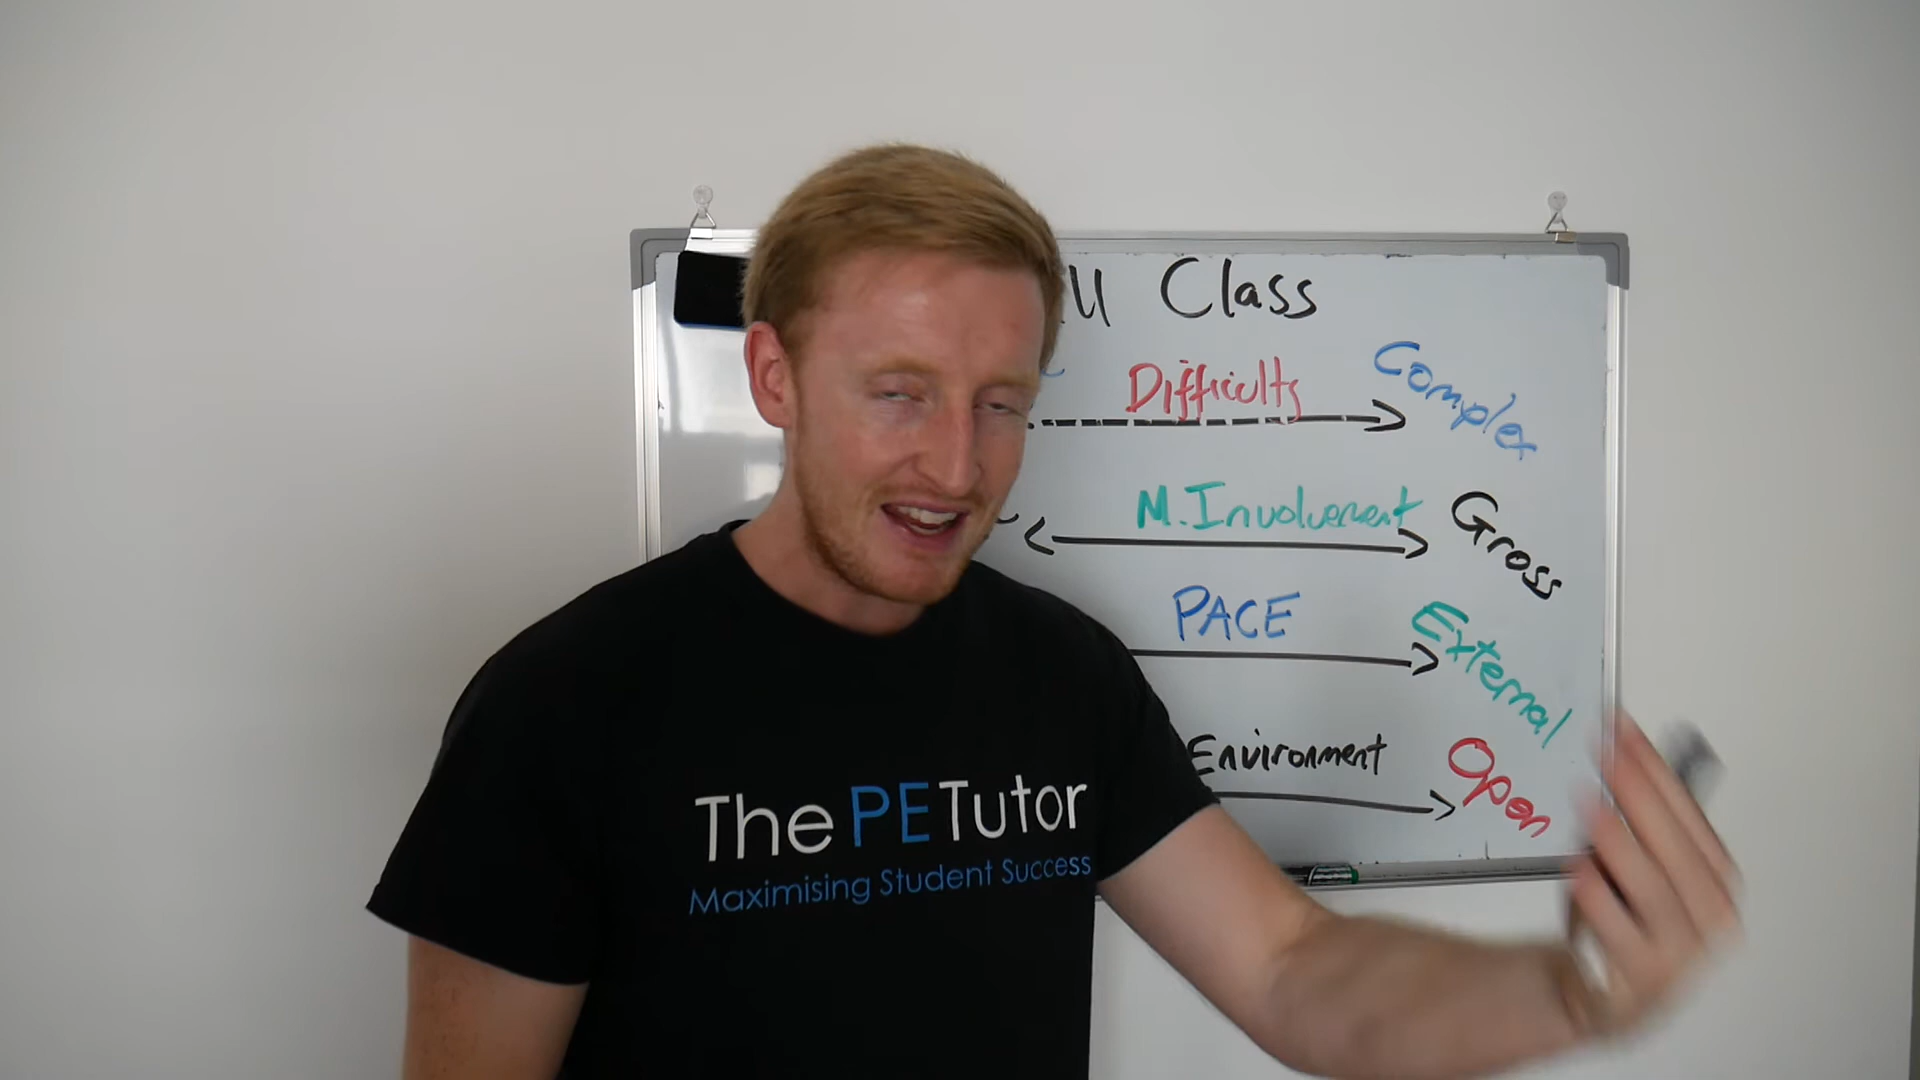 Class
Difficulty
Complex
M. Involvement
Gross
PACE
External
Environment
Open
The PE Tutor
Maximising Student Success